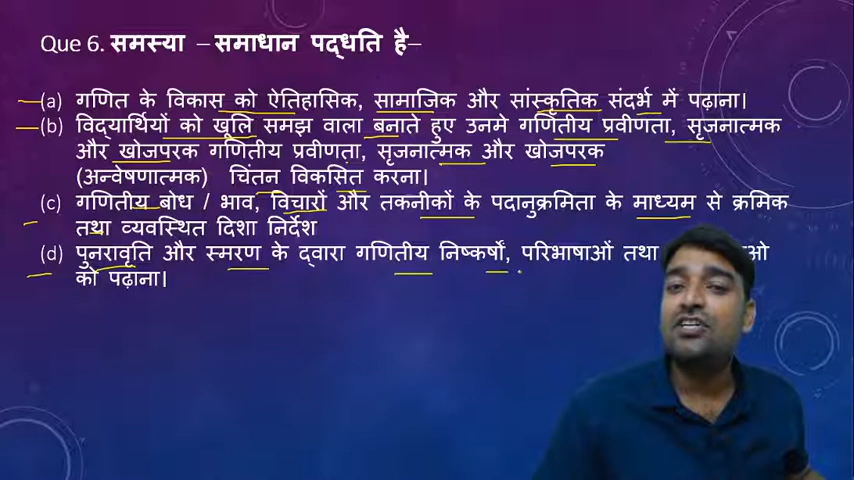 Que 6. समस्या – समाधान पद्धति है–
(a) गणित के विकास को ऐतिहासिक, सामाजिक और सांस्कृतिक संदर्भ में पढ़ाना।
(b) विद्यार्थियों को खूलि समझ वाला बनाते हुए उनमे गणितीय प्रवीणता, सृजनात्मक
और खोजपरक गणितीय प्रवीणता, सृजनात्मक और खोजपरक
(अन्वेषणात्मक) चिंतन विकसित करना।
(c) गणितीय बोध / भाव, विचारों और तकनीकों के पदानुक्रमिता के माध्यम से क्रमिक
तथा व्यवस्थित दिशा निर्देश
(d) पुनरावृति और स्मरण के द्वारा गणितीय निष्कर्षों, परिभाषाओं तथा
को पढ़ाना।